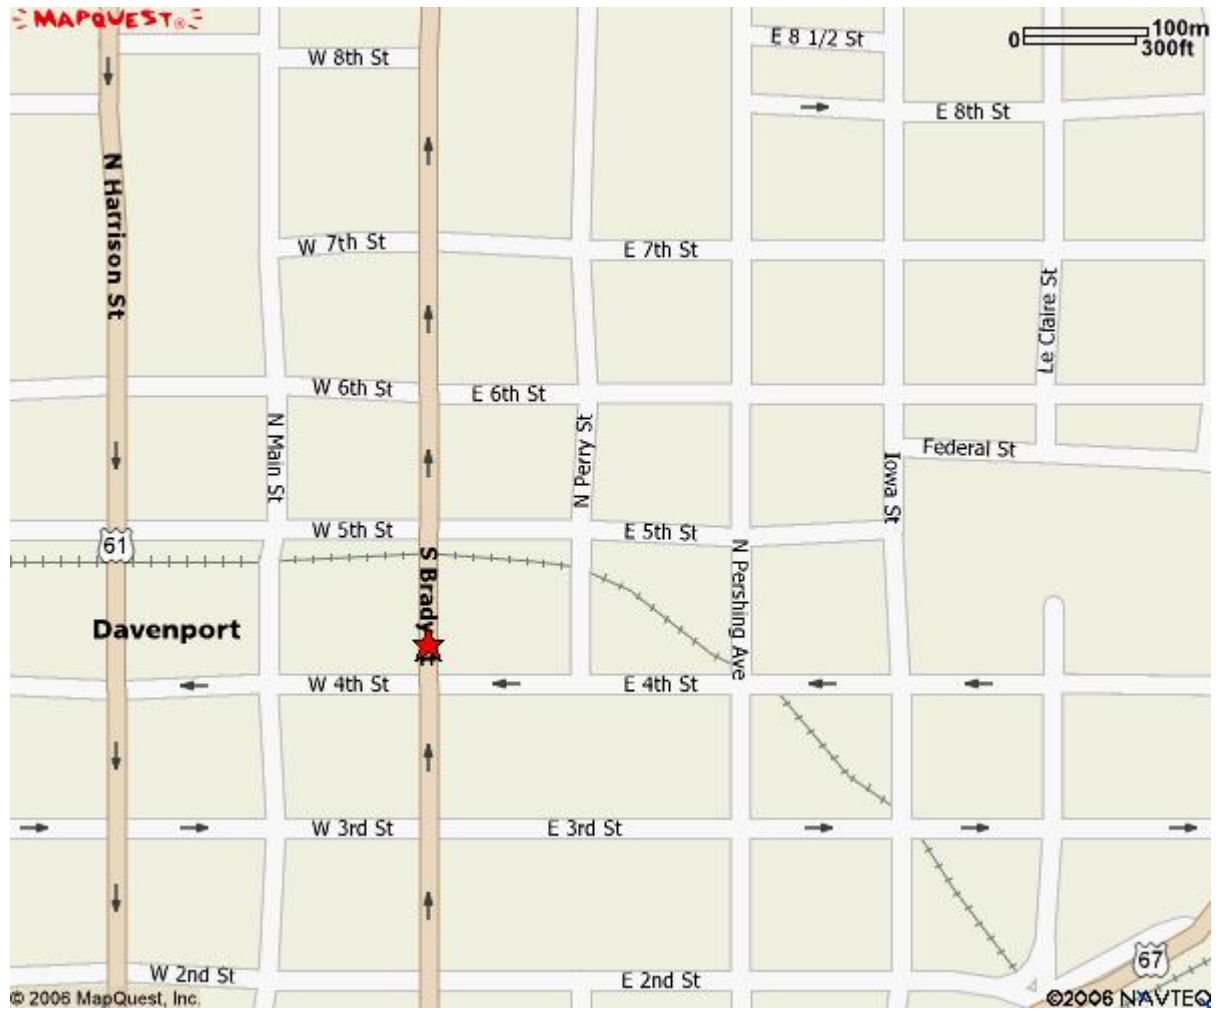 MAPQUEST®
0
100m
300ft
W 8th St
E 8 1/2 St
E 8th St
N Harrison St
W 7th St
E 7th St
Le Claire St
W 6th St
E 6th St
N Main St
N Perry St
Federal St
Iowa St
W 5th St
E 5th St
61
S Brady St
N Pershing Ave
Davenport
W 4th St
E 4th St
W 3rd St
E 3rd St
W 2nd St
E 2nd St
67
© 2006 MapQuest, Inc.
©2006 NAVTEQ